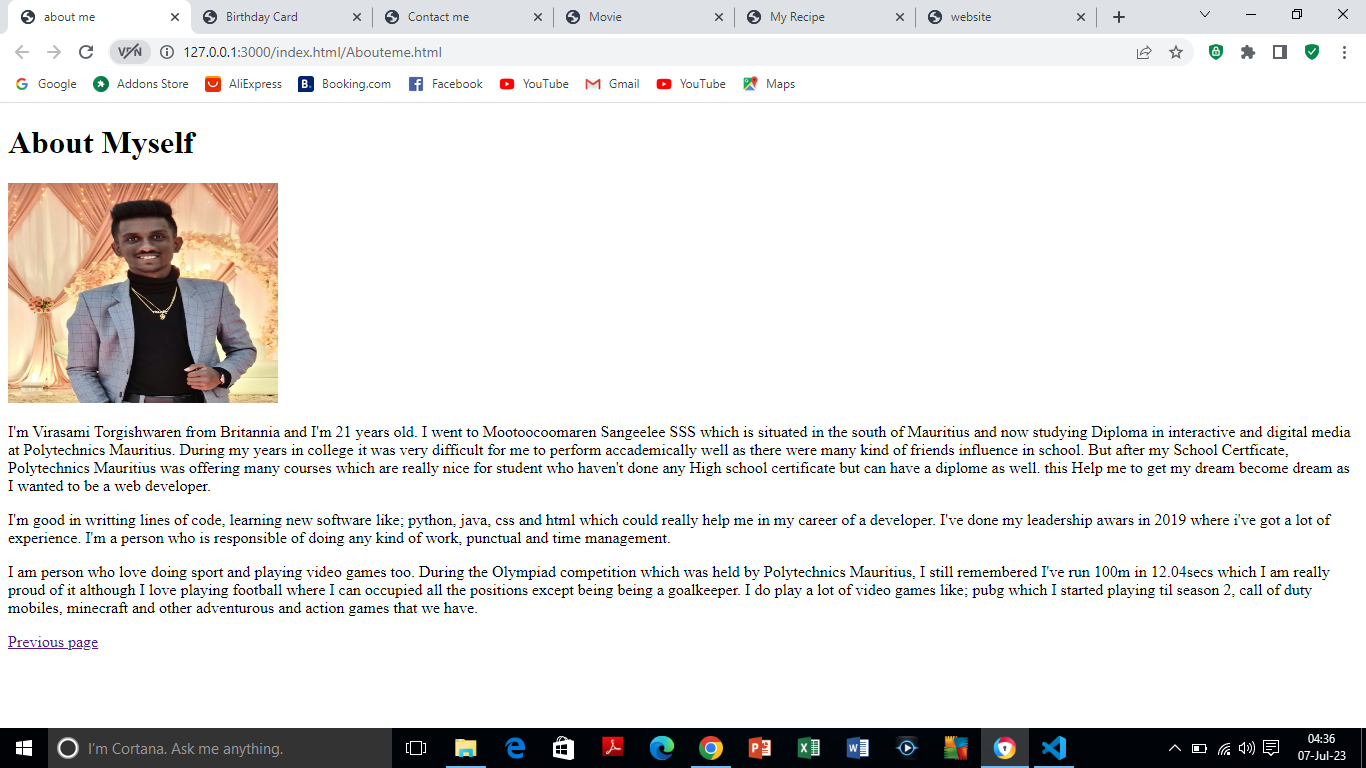 about me
Birthday Card
Contact me
Movie
My Recipe
website
VPN
127.0.0.1:3000/index.html/Abouteme.html
Google
Addons Store
AliExpress
B.
Booking.com
Facebook
YouTube
Gmail
YouTube
Maps
About Myself
I'm Virasami Torgishwaren from Britannia and I'm 21 years old. I went to Mootoocoomaren Sangeelee SSS which is situated in the south of Mauritius and now studying Diploma in interactive and digital media
at Polytechnics Mauritius. During my years in college it was very difficult for me to perform accademically well as there were many kind of friends influence in school. But after my School Certficate,
Polytechnics Mauritius was offering many courses which are really nice for student who haven't done any High school certificate but can have a diplome as well. this Help me to get my dream become dream as
I wanted to be a web developer.
I'm good in writting lines of code, learning new software like; python, java, css and html which could really help me in my career of a developer. I've done my leadership awars in 2019 where i've got a lot of
experience. I'm a person who is responsible of doing any kind of work, punctual and time management.
I am person who love doing sport and playing video games too. During the Olympiad competition which was held by Polytechnics Mauritius, I still remembered I've run 100m in 12.04secs which I am really
proud of it although I love playing football where I can occupied all the positions except being being a goalkeeper. I do play a lot of video games like; pubg which I started playing til season 2, call of duty
mobiles, minecraft and other adventurous and action games that we have.
Previous page
I'm Cortana. Ask me anything.
04:36
07-Jul-23